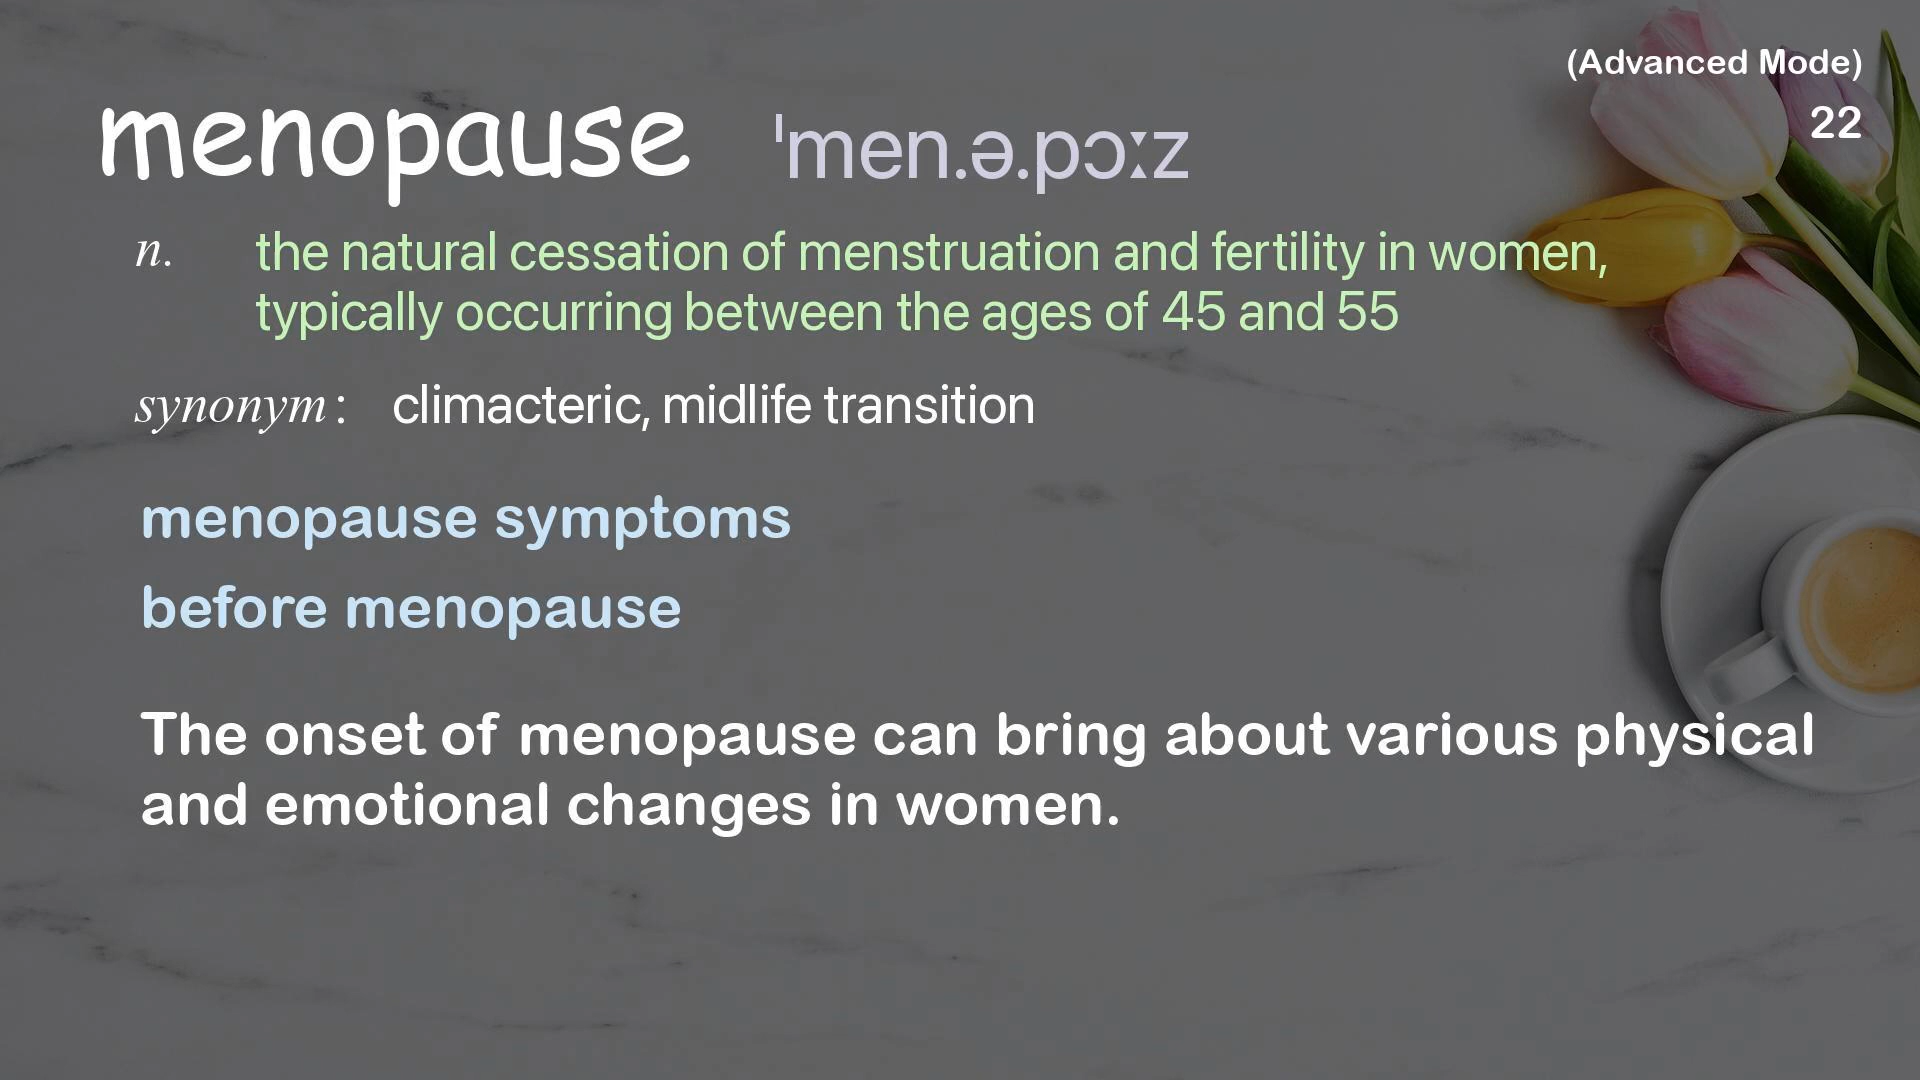 (Advanced Mode)
22
menopause ˈmen.ə.pɔːz
n. the natural cessation of menstruation and fertility in women,
typically occurring between the ages of 45 and 55
synonym: climacteric, midlife transition
menopause symptoms
before menopause
The onset of menopause can bring about various physical
and emotional changes in women.